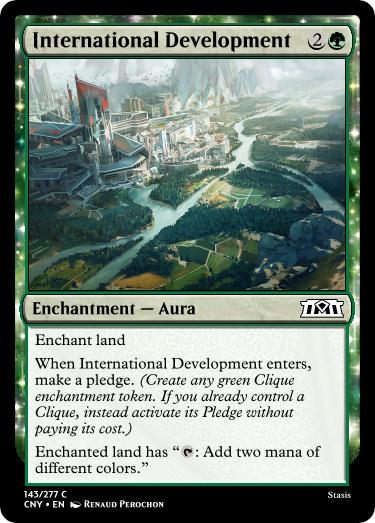 International Development 2
Enchantment — Aura
Enchant land
When International Development enters,
make a pledge. (Create any green Clique
enchantment token. If you already control a
Clique, instead activate its Pledge without
paying its cost.)
Enchanted land has “: Add two mana of
different colors.”
143/277 C
CNY • EN Renaud Perochon
Stasis